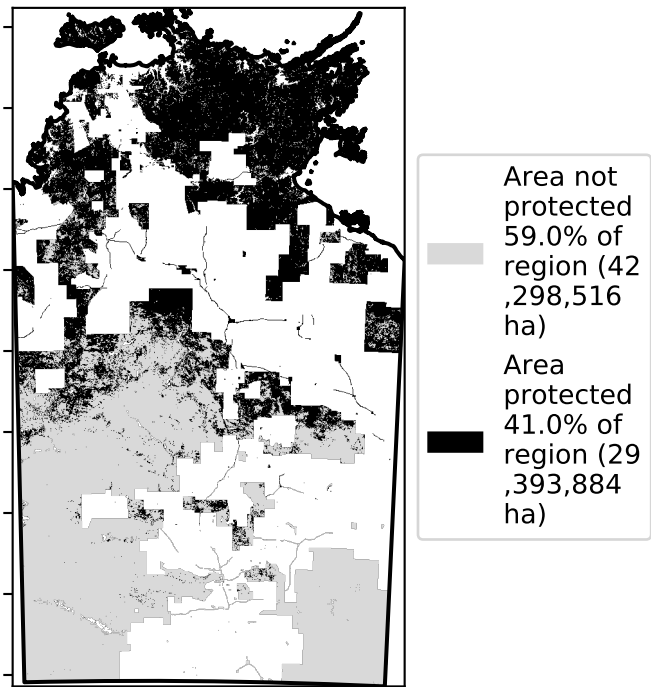 Area not
protected
59.0% of
region (42
,298,516
ha)
Area
protected
41.0% of
region (29
,393,884
ha)